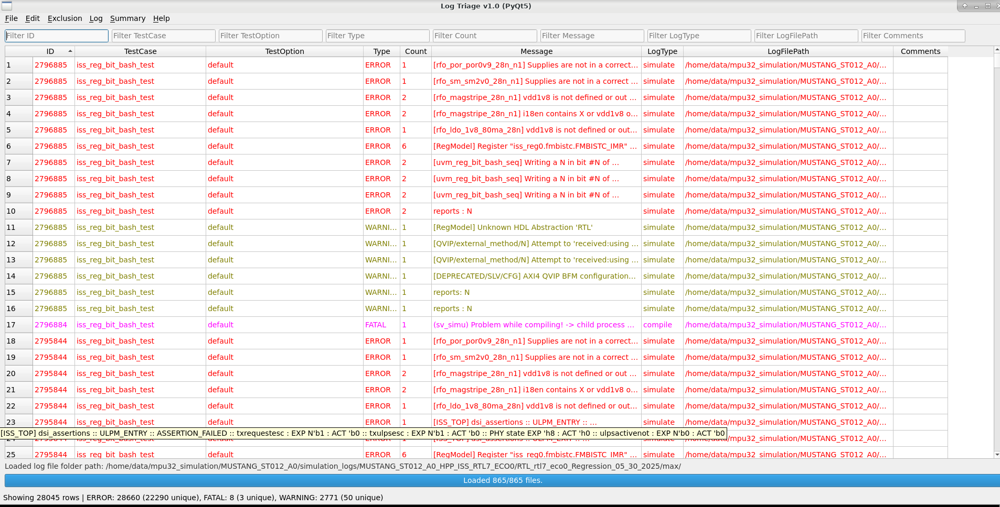 Log Triage v1.0 (PyQt5)
File Edit Exclusion Log Summary Help
Filter ID Filter TestCase Filter TestOption Filter Type Filter Count Filter Message Filter LogType Filter LogFilePath Filter Comments
ID TestCase TestOption Type Count Message LogType LogFilePath Comments
1 2796885 iss_reg_bit_bash_test default ERROR 1 [rfo_por_por0v9_28n_n1] Supplies are not in a correct... simulate /home/data/mpu32_simulation/MUSTANG_ST012_A0/...
2 2796885 iss_reg_bit_bash_test default ERROR 1 [rfo_sm_sm2v0_28n_n1] Supplies are not in a correct ... simulate /home/data/mpu32_simulation/MUSTANG_ST012_A0/...
3 2796885 iss_reg_bit_bash_test default ERROR 2 [rfo_magstripe_28n_n1] vdd1v8 is not defined or out ... simulate /home/data/mpu32_simulation/MUSTANG_ST012_A0/...
4 2796885 iss_reg_bit_bash_test default ERROR 2 [rfo_magstripe_28n_n1] i18en contains X or vdd1v8 o... simulate /home/data/mpu32_simulation/MUSTANG_ST012_A0/...
5 2796885 iss_reg_bit_bash_test default ERROR 1 [rfo_ldo_1v8_80ma_28n] vdd1v8 is not defined or out... simulate /home/data/mpu32_simulation/MUSTANG_ST012_A0/...
6 2796885 iss_reg_bit_bash_test default ERROR 6 [RegModel] Register "iss_reg0.fmbistc.FMBISTC_IMR" ... simulate /home/data/mpu32_simulation/MUSTANG_ST012_A0/...
7 2796885 iss_reg_bit_bash_test default ERROR 2 [uvm_reg_bit_bash_seq] Writing a N in bit #N of ... simulate /home/data/mpu32_simulation/MUSTANG_ST012_A0/...
8 2796885 iss_reg_bit_bash_test default ERROR 2 [uvm_reg_bit_bash_seq] Writing a N in bit #N of ... simulate /home/data/mpu32_simulation/MUSTANG_ST012_A0/...
9 2796885 iss_reg_bit_bash_test default ERROR 2 [uvm_reg_bit_bash_seq] Writing a N in bit #N of ... simulate /home/data/mpu32_simulation/MUSTANG_ST012_A0/...
10 2796885 iss_reg_bit_bash_test default ERROR 2 reports : N simulate /home/data/mpu32_simulation/MUSTANG_ST012_A0/...
11 2796885 iss_reg_bit_bash_test default WARNI... 1 [RegModel] Unknown HDL Abstraction 'RTL' simulate /home/data/mpu32_simulation/MUSTANG_ST012_A0/...
12 2796885 iss_reg_bit_bash_test default WARNI... 1 [QVIP/external_method/N] Attempt to 'received:using ... simulate /home/data/mpu32_simulation/MUSTANG_ST012_A0/...
13 2796885 iss_reg_bit_bash_test default WARNI... 1 [QVIP/external_method/N] Attempt to 'received:using ... simulate /home/data/mpu32_simulation/MUSTANG_ST012_A0/...
14 2796885 iss_reg_bit_bash_test default WARNI... 1 [DEPRECATED/SLV/CFG] AXI4 QVIP BFM configuration... simulate /home/data/mpu32_simulation/MUSTANG_ST012_A0/...
15 2796885 iss_reg_bit_bash_test default WARNI... 1 reports: N simulate /home/data/mpu32_simulation/MUSTANG_ST012_A0/...
16 2796885 iss_reg_bit_bash_test default WARNI... 1 reports : N simulate /home/data/mpu32_simulation/MUSTANG_ST012_A0/...
17 2796884 iss_reg_bit_bash_test default FATAL 1 (sv_simu) Problem while compiling! -> child process ... compile /home/data/mpu32_simulation/MUSTANG_ST012_A0/...
18 2795844 iss_reg_bit_bash_test default ERROR 1 [rfo_por_por0v9_28n_n1] Supplies are not in a correct... simulate /home/data/mpu32_simulation/MUSTANG_ST012_A0/...
19 2795844 iss_reg_bit_bash_test default ERROR 1 [rfo_sm_sm2v0_28n_n1] Supplies are not in a correct ... simulate /home/data/mpu32_simulation/MUSTANG_ST012_A0/...
20 2795844 iss_reg_bit_bash_test default ERROR 2 [rfo_magstripe_28n_n1] vdd1v8 is not defined or out ... simulate /home/data/mpu32_simulation/MUSTANG_ST012_A0/...
21 2795844 iss_reg_bit_bash_test default ERROR 2 [rfo_magstripe_28n_n1] i18en contains X or vdd1v8 o... simulate /home/data/mpu32_simulation/MUSTANG_ST012_A0/...
22 2795844 iss_reg_bit_bash_test default ERROR 1 [rfo_ldo_1v8_80ma_28n] vdd1v8 is not defined or out... simulate /home/data/mpu32_simulation/MUSTANG_ST012_A0/...
23 2795844 iss_reg_bit_bash_test default ERROR 1 [ISS_TOP] dsi_assertions :: ULPM_ENTRY :: ... simulate /home/data/mpu32_simulation/MUSTANG_ST012_A0/...
[ISS_TOP] dsi_assertions :: ULPM_ENTRY :: ASSERTION_FAILED :: txrequestesc : EXP N'b1 : ACT 'b0 :: txulpsesc : EXP N'b1 : ACT 'b0 :: PHY state EXP 'h8 : ACT 'h0 :: ulpsactivenot : EXP N'b0 : ACT 'b0
/home/data/mpu32_simulation/MUSTANG_ST012_A0/...
25 2795844 iss_reg_bit_bash_test default ERROR 6 [RegModel] Register "iss_reg0.fmbistc.FMBISTC_IMR" ... simulate /home/data/mpu32_simulation/MUSTANG_ST012_A0/...
Loaded log file folder path: /home/data/mpu32_simulation/MUSTANG_ST012_A0/simulation_logs/MUSTANG_ST012_A0_HPP_ISS_RTL7_ECO0/RTL_rtl7_eco0_Regression_05_30_2025/max/
Loaded 865/865 files.
Showing 28045 rows | ERROR: 28660 (22290 unique), FATAL: 8 (3 unique), WARNING: 2771 (50 unique)